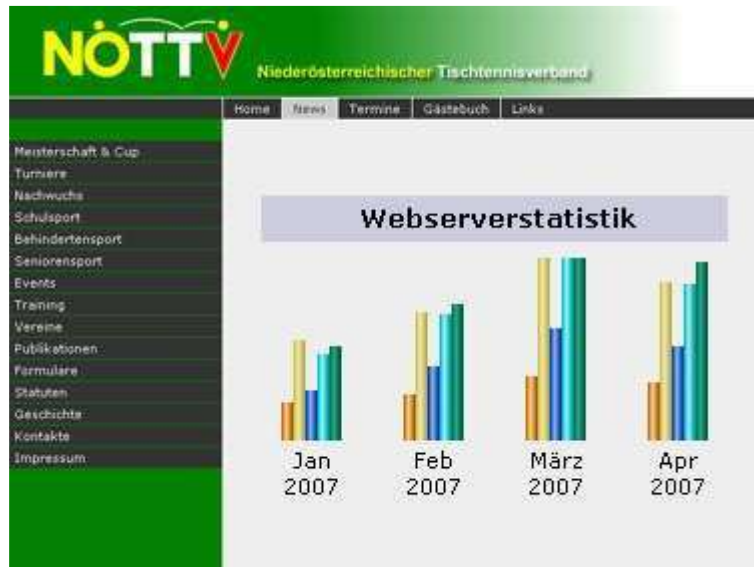 NÖTTV
Niederösterreichischer Tischtennisverband
Home News Termine Gästebuch Links
Meisterschaft & Cup
Turniere
Nachwuchs
Schulsport
Behindertensport
Seniorensport
Events
Training
Vereine
Publikationen
Formulare
Statuten
Geschichte
Kontakte
Impressum
Webserverstatistik
Jan Feb März Apr
2007 2007 2007 2007